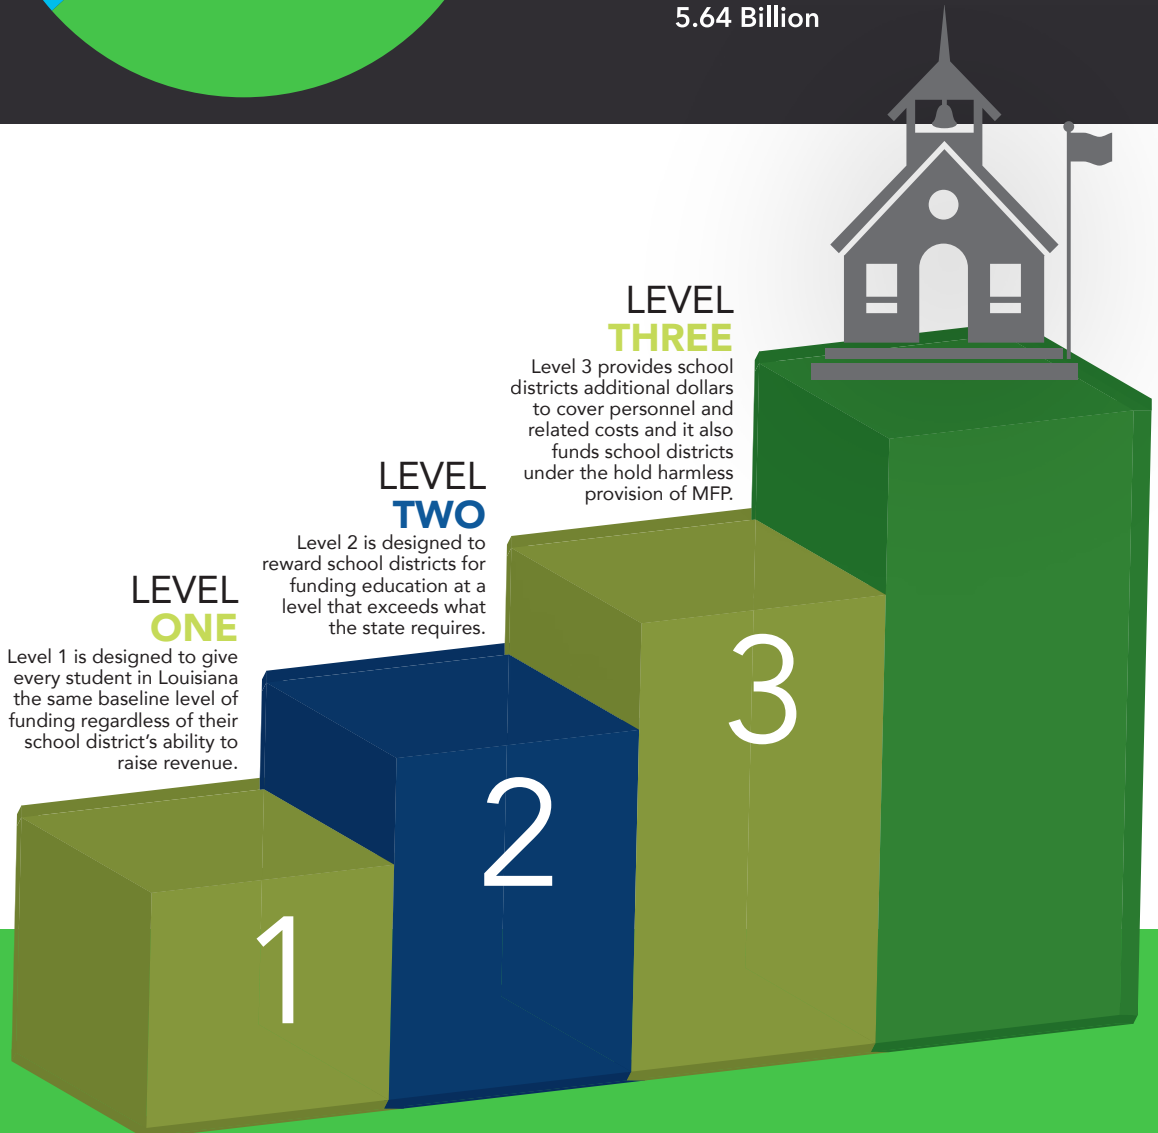 5.64 Billion
LEVEL
THREE
Level 3 provides school
districts additional dollars
to cover personnel and
related costs and it also
funds school districts
under the hold harmless
provision of MFP.
LEVEL
TWO
Level 2 is designed to
reward school districts for
funding education at a
level that exceeds what
the state requires.
LEVEL
ONE
Level 1 is designed to give
every student in Louisiana
the same baseline level of
funding regardless of their
school district’s ability to
raise revenue.
3
2
1